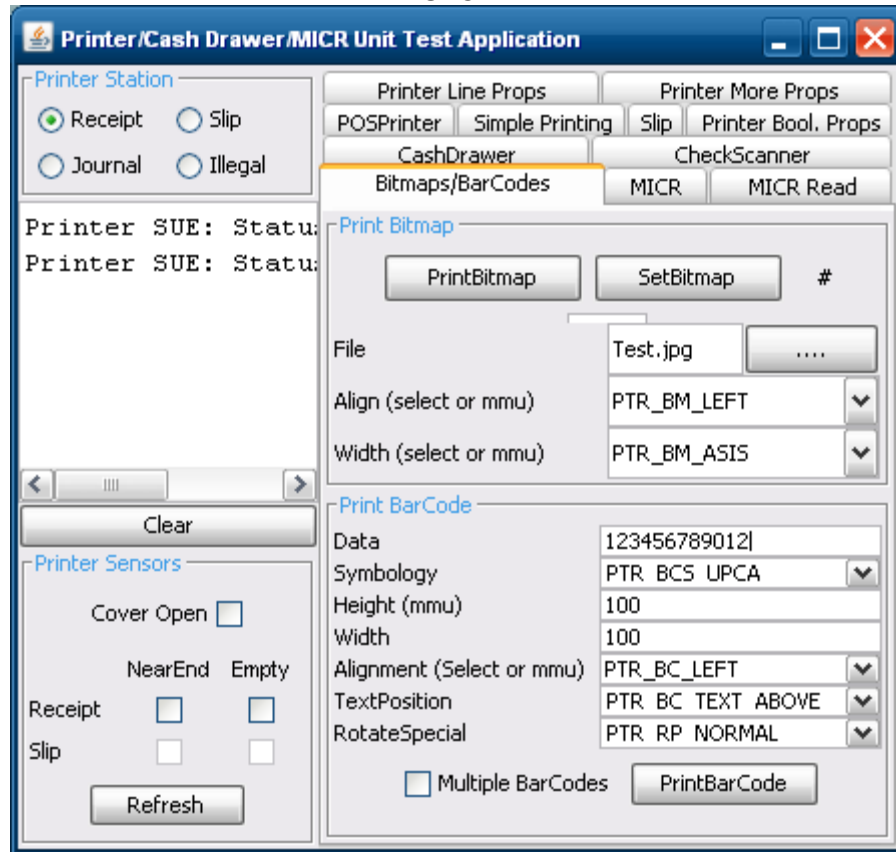 Printer/Cash Drawer/MICR Unit Test Application
Printer Station
Receipt Slip
Journal Illegal
Printer SUE: Statu
Printer SUE: Statu
Clear
Printer Sensors
Cover Open
NearEnd Empty
Receipt
Slip
Refresh
Printer Line Props Printer More Props
POSPrinter Simple Printing Slip Printer Bool. Props
CashDrawer CheckScanner
Bitmaps/BarCodes MICR MICR Read
Print Bitmap
PrintBitmap SetBitmap #
File Test.jpg ....
Align (select or mmu) PTR_BM_LEFT
Width (select or mmu) PTR_BM_ASIS
Print BarCode
Data 123456789012
Symbology PTR_BCS_UPCA
Height (mmu) 100
Width 100
Alignment (Select or mmu) PTR_BC_LEFT
TextPosition PTR_BC_TEXT_ABOVE
RotateSpecial PTR_RP_NORMAL
Multiple BarCodes PrintBarCode